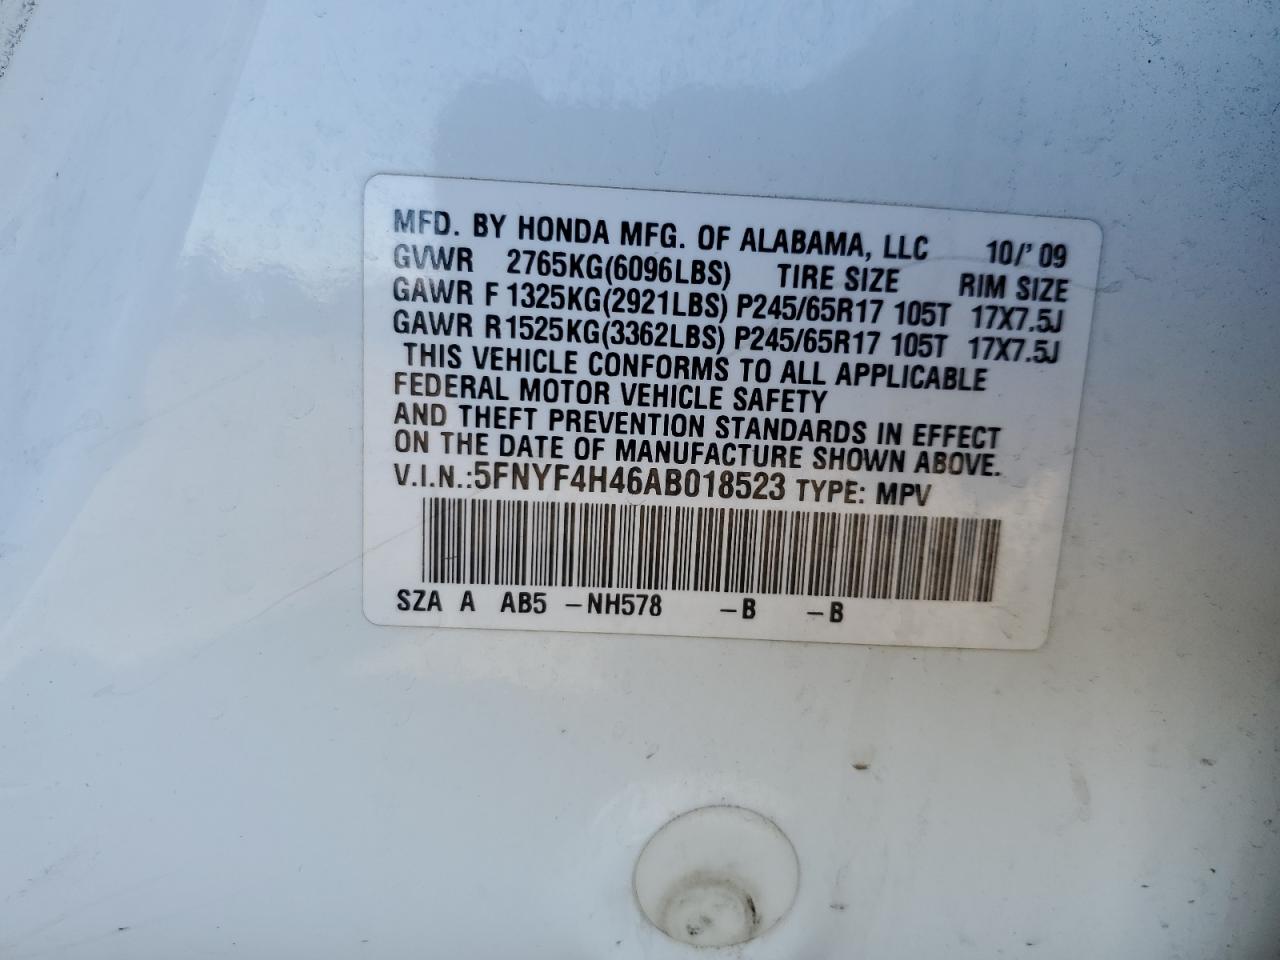 MFD. BY HONDA MFG. OF ALABAMA, LLC 10/' 09
GVWR 2765KG(6096LBS) TIRE SIZE RIM SIZE
GAWR F 1325KG(2921LBS) P245/65R17 105T 17X7.5J
GAWR R1525KG(3362LBS) P245/65R17 105T 17X7.5J
THIS VEHICLE CONFORMS TO ALL APPLICABLE
FEDERAL MOTOR VEHICLE SAFETY
AND THEFT PREVENTION STANDARDS IN EFFECT
ON THE DATE OF MANUFACTURE SHOWN ABOVE.
V.I.N.:5FNYF4H46AB018523 TYPE: MPV
SZA A AB5 -NH578 -B -B